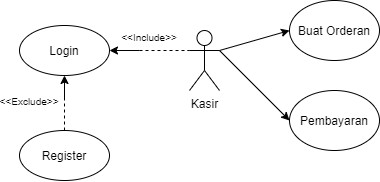 Buat Orderan
<<Include>>
Login
<<Exclude>>
Kasir
Pembayaran
Register